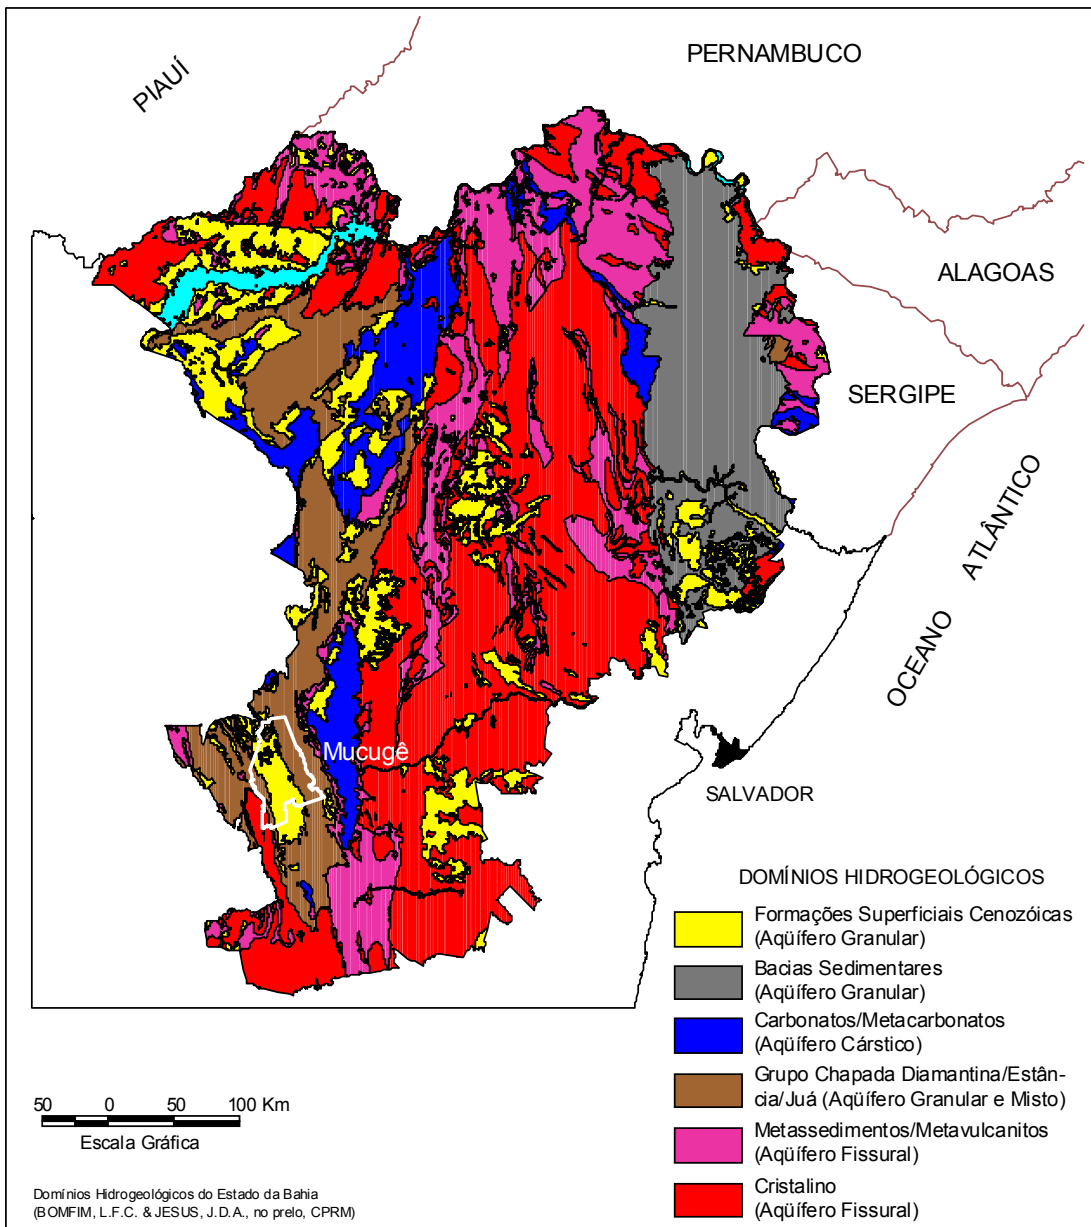 PIAUÍ
PERNAMBUCO
ALAGOAS
SERGIPE
OCEANO ATLÂNTICO
Mucugê
SALVADOR
DOMÍNIOS HIDROGEOLÓGICOS
Formações Superficiais Cenozóicas
(Aqüífero Granular)
Bacias Sedimentares
(Aqüífero Granular)
Carbonatos/Metacarbonatos
(Aqüífero Cárstico)
Grupo Chapada Diamantina/Estân-
cia/Juá (Aqüífero Granular e Misto)
Metassedimentos/Metavulcanitos
(Aqüífero Fissural)
Cristalino
(Aqüífero Fissural)
50 0 50 100 Km
Escala Gráfica
Domínios Hidrogeológicos do Estado da Bahia
(BOMFIM, L.F.C. & JESUS, J.D.A., no prelo, CPRM)